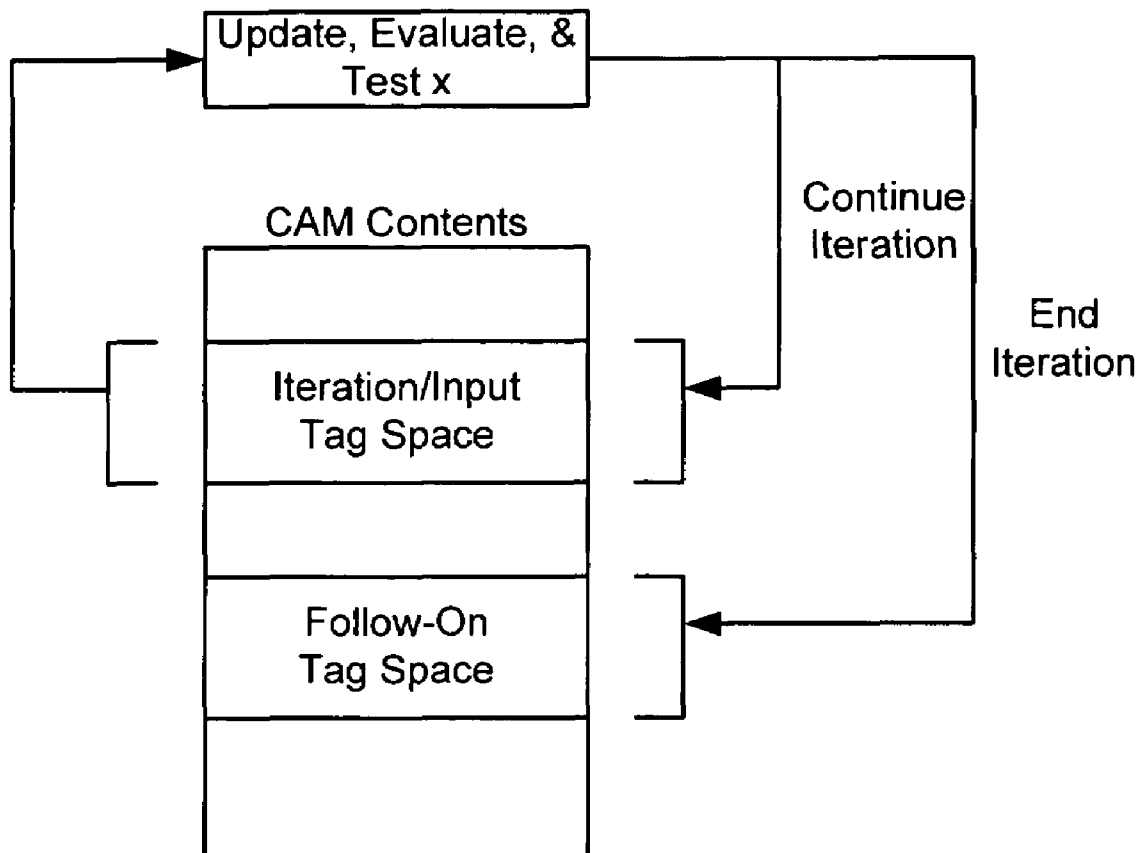 Update, Evaluate, &
Test x
Continue
Iteration
CAM Contents
End
Iteration
Iteration/Input
Tag Space
Follow-On
Tag Space